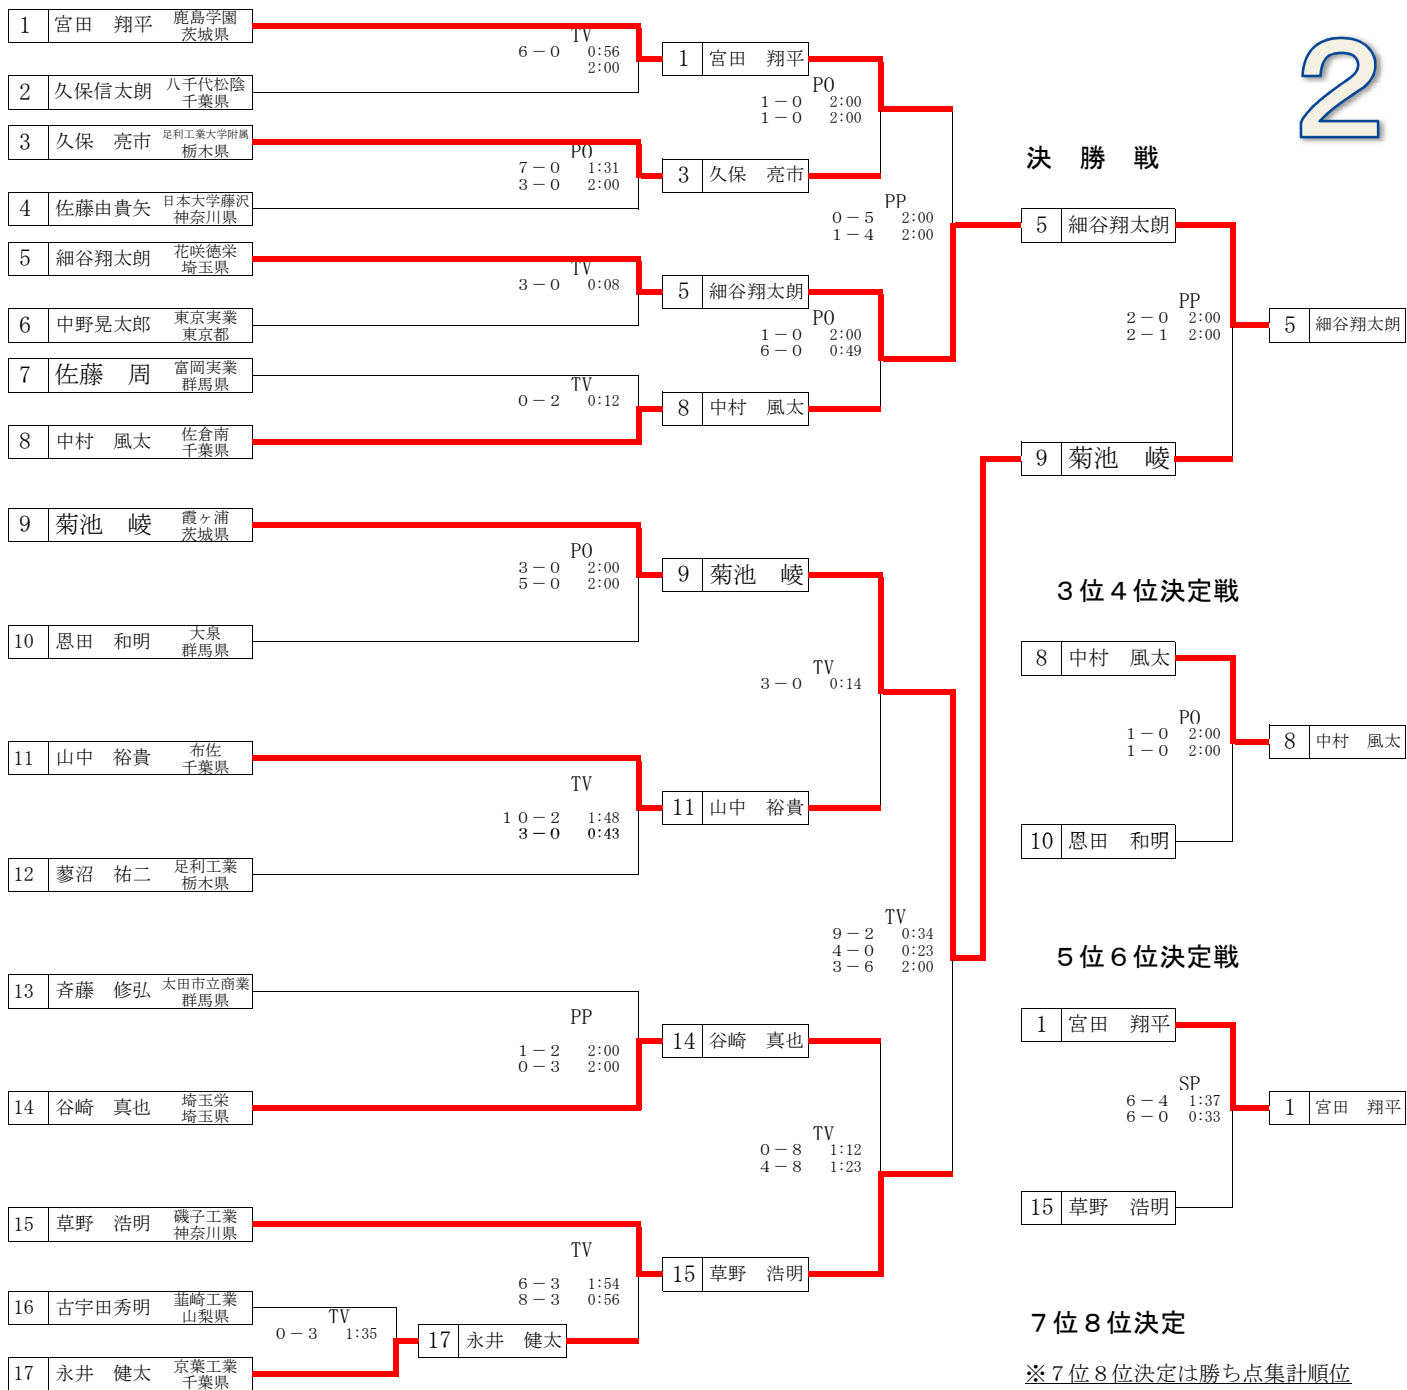 2
1 宮田　翔平 鹿島学園 茨城県
TV
6－0 0:56
2:00
2 久保信太朗 八千代松陰 千葉県
3 久保　亮市 足利工業大学附属 栃木県
PO
7－0 1:31
3－0 2:00
4 佐藤由貴矢 日本大学藤沢 神奈川県
5 細谷翔太朗 花咲徳栄 埼玉県
TV
3－0 0:08
6 中野晃太郎 東京実業 東京都
7 佐藤　周 富岡実業 群馬県
TV
0－2 0:12
8 中村　風太 佐倉南 千葉県
9 菊池　崚 霞ヶ浦 茨城県
PO
3－0 2:00
5－0 2:00
10 恩田　和明 大泉 群馬県
11 山中　裕貴 布佐 千葉県
TV
10－2 1:48
3－0 0:43
12 蓼沼　祐二 足利工業 栃木県
13 斉藤　修弘 太田市立商業 群馬県
PP
1－2 2:00
0－3 2:00
14 谷崎　真也 埼玉栄 埼玉県
15 草野　浩明 磯子工業 神奈川県
TV
6－3 1:54
8－3 0:56
16 古宇田秀明 韮崎工業 山梨県
TV
0－3 1:35
17 永井　健太
17 永井　健太 京葉工業 千葉県
1 宮田　翔平
PO
1－0 2:00
1－0 2:00
3 久保　亮市
PP
0－5 2:00
1－4 2:00
5 細谷翔太朗
PO
1－0 2:00
6－0 0:49
8 中村　風太
9 菊池　崚
TV
3－0 0:14
11 山中　裕貴
TV
9－2 0:34
4－0 0:23
3－6 2:00
14 谷崎　真也
TV
0－8 1:12
4－8 1:23
15 草野　浩明
決　勝　戦
5 細谷翔太朗
PP
2－0 2:00
2－1 2:00
5 細谷翔太朗
9 菊池　崚
３位４位決定戦
8 中村　風太
PO
1－0 2:00
1－0 2:00
8 中村　風太
10 恩田　和明
５位６位決定戦
1 宮田　翔平
SP
6－4 1:37
6－0 0:33
1 宮田　翔平
15 草野　浩明
７位８位決定
※７位８位決定は勝ち点集計順位